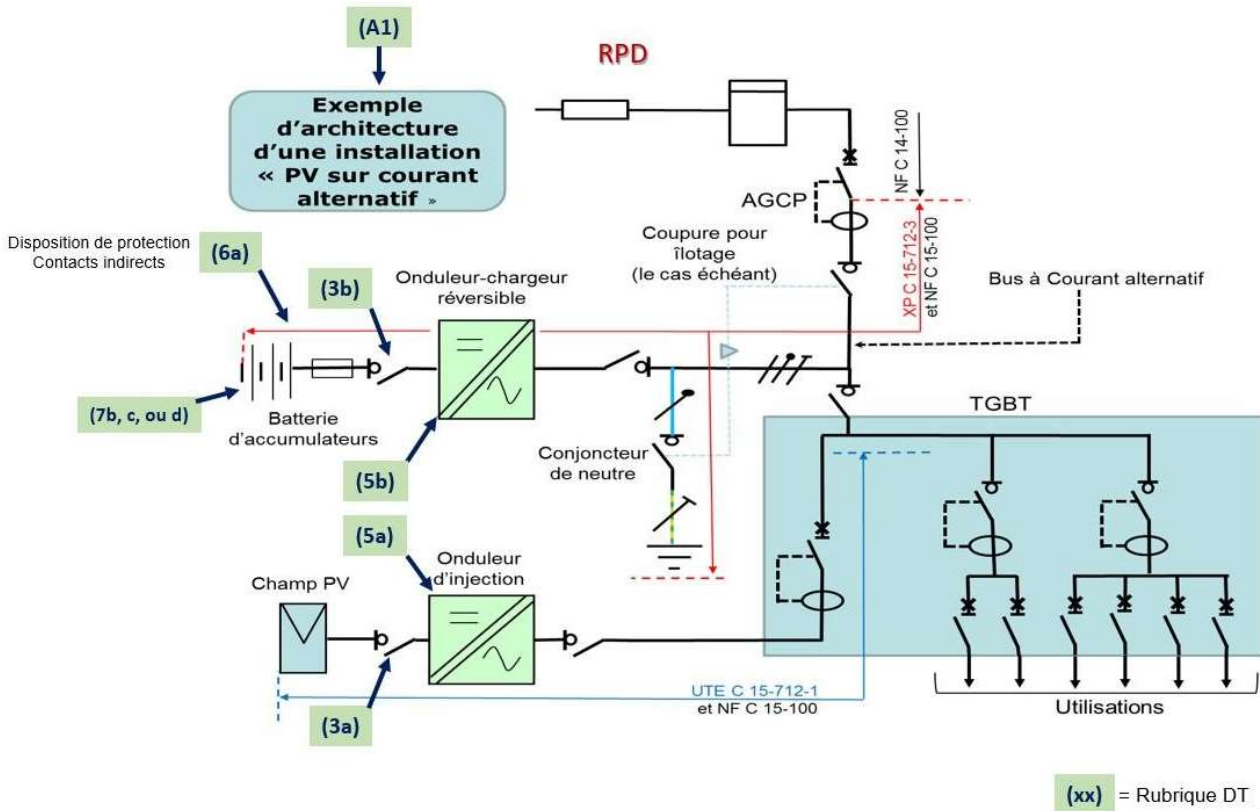 (A1)
RPD
Exemple
d'architecture
d'une installation
« PV sur courant
alternatif »
NF C 14-100
AGCP
XP C 15-712-3
et NF C 15-100
Coupure pour
îlotage
(le cas échéant)
Bus à Courant alternatif
Disposition de protection
Contacts indirects
(6a)
(3b)
Onduleur-chargeur
réversible
(7b, c, ou d)
Batterie
d'accumulateurs
(5b)
Conjoncteur
de neutre
TGBT
(5a)
Onduleur
d'injection
Champ PV
(3a)
UTE C 15-712-1
et NF C 15-100
Utilisations
(xx) = Rubrique DT